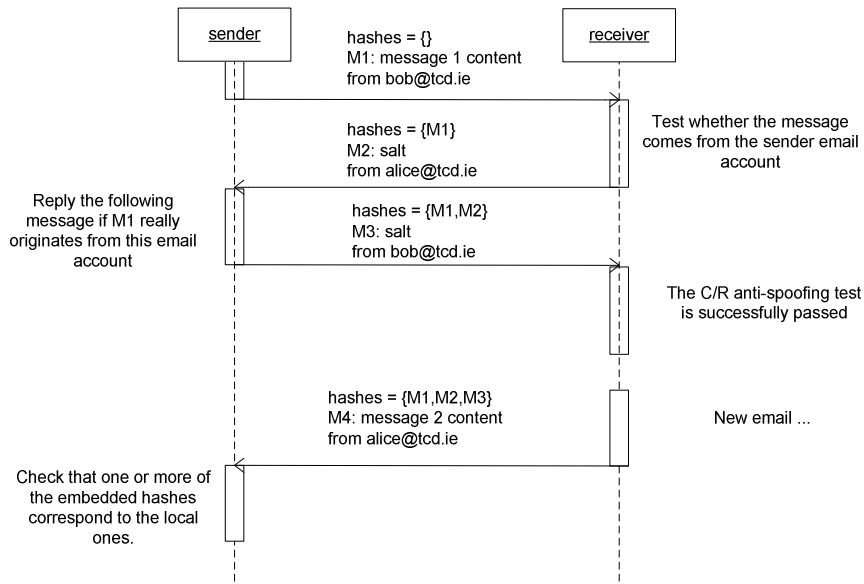 sender
receiver
hashes = {}
M1: message 1 content
from bob@tcd.ie
Test whether the message
comes from the sender email
account
hashes = {M1}
M2: salt
from alice@tcd.ie
Reply the following
message if M1 really
originates from this email
account
hashes = {M1,M2}
M3: salt
from bob@tcd.ie
The C/R anti-spoofing test
is successfully passed
hashes = {M1,M2,M3}
M4: message 2 content
from alice@tcd.ie
New email ...
Check that one or more of
the embedded hashes
correspond to the local
ones.